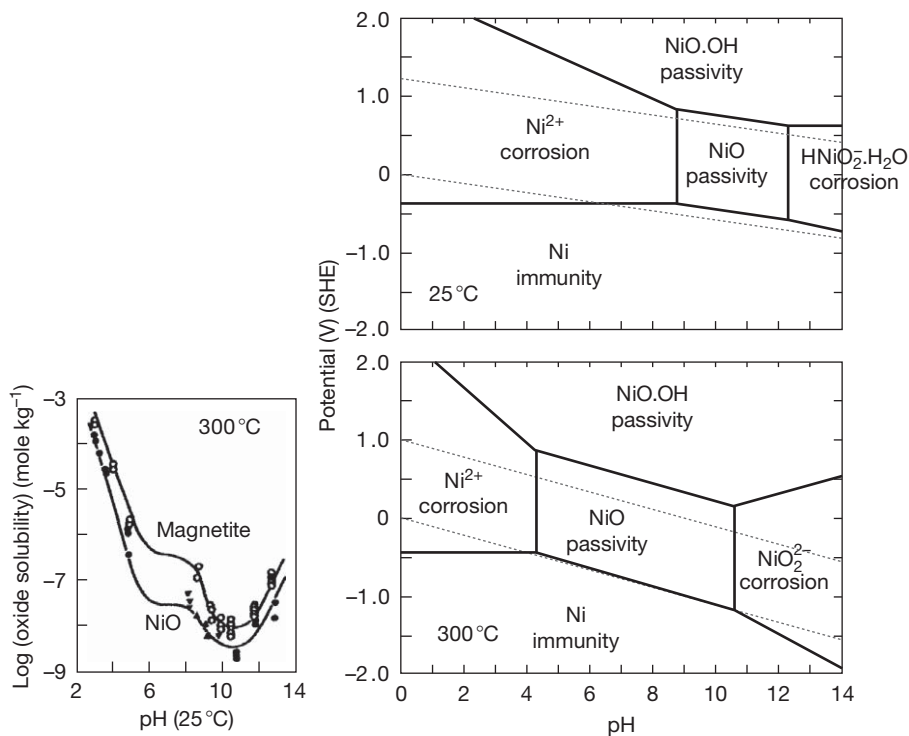 2.0
1.0
0
−1.0
−2.0
NiO.OH
passivity
Ni²⁺
corrosion
NiO
passivity
HNiO₂⁻.H₂O
corrosion
Ni
immunity
25 °C
Potential (V) (SHE)
2.0
1.0
0
−1.0
−2.0
NiO.OH
passivity
Ni²⁺
corrosion
NiO
passivity
NiO₂²⁻
corrosion
Ni
immunity
300 °C
0 2 4 6 8 10 12 14
pH
Log (oxide solubility) (mole kg⁻¹)
−3
−5
−7
−9
300 °C
Magnetite
NiO
2 6 10 14
pH (25 °C)